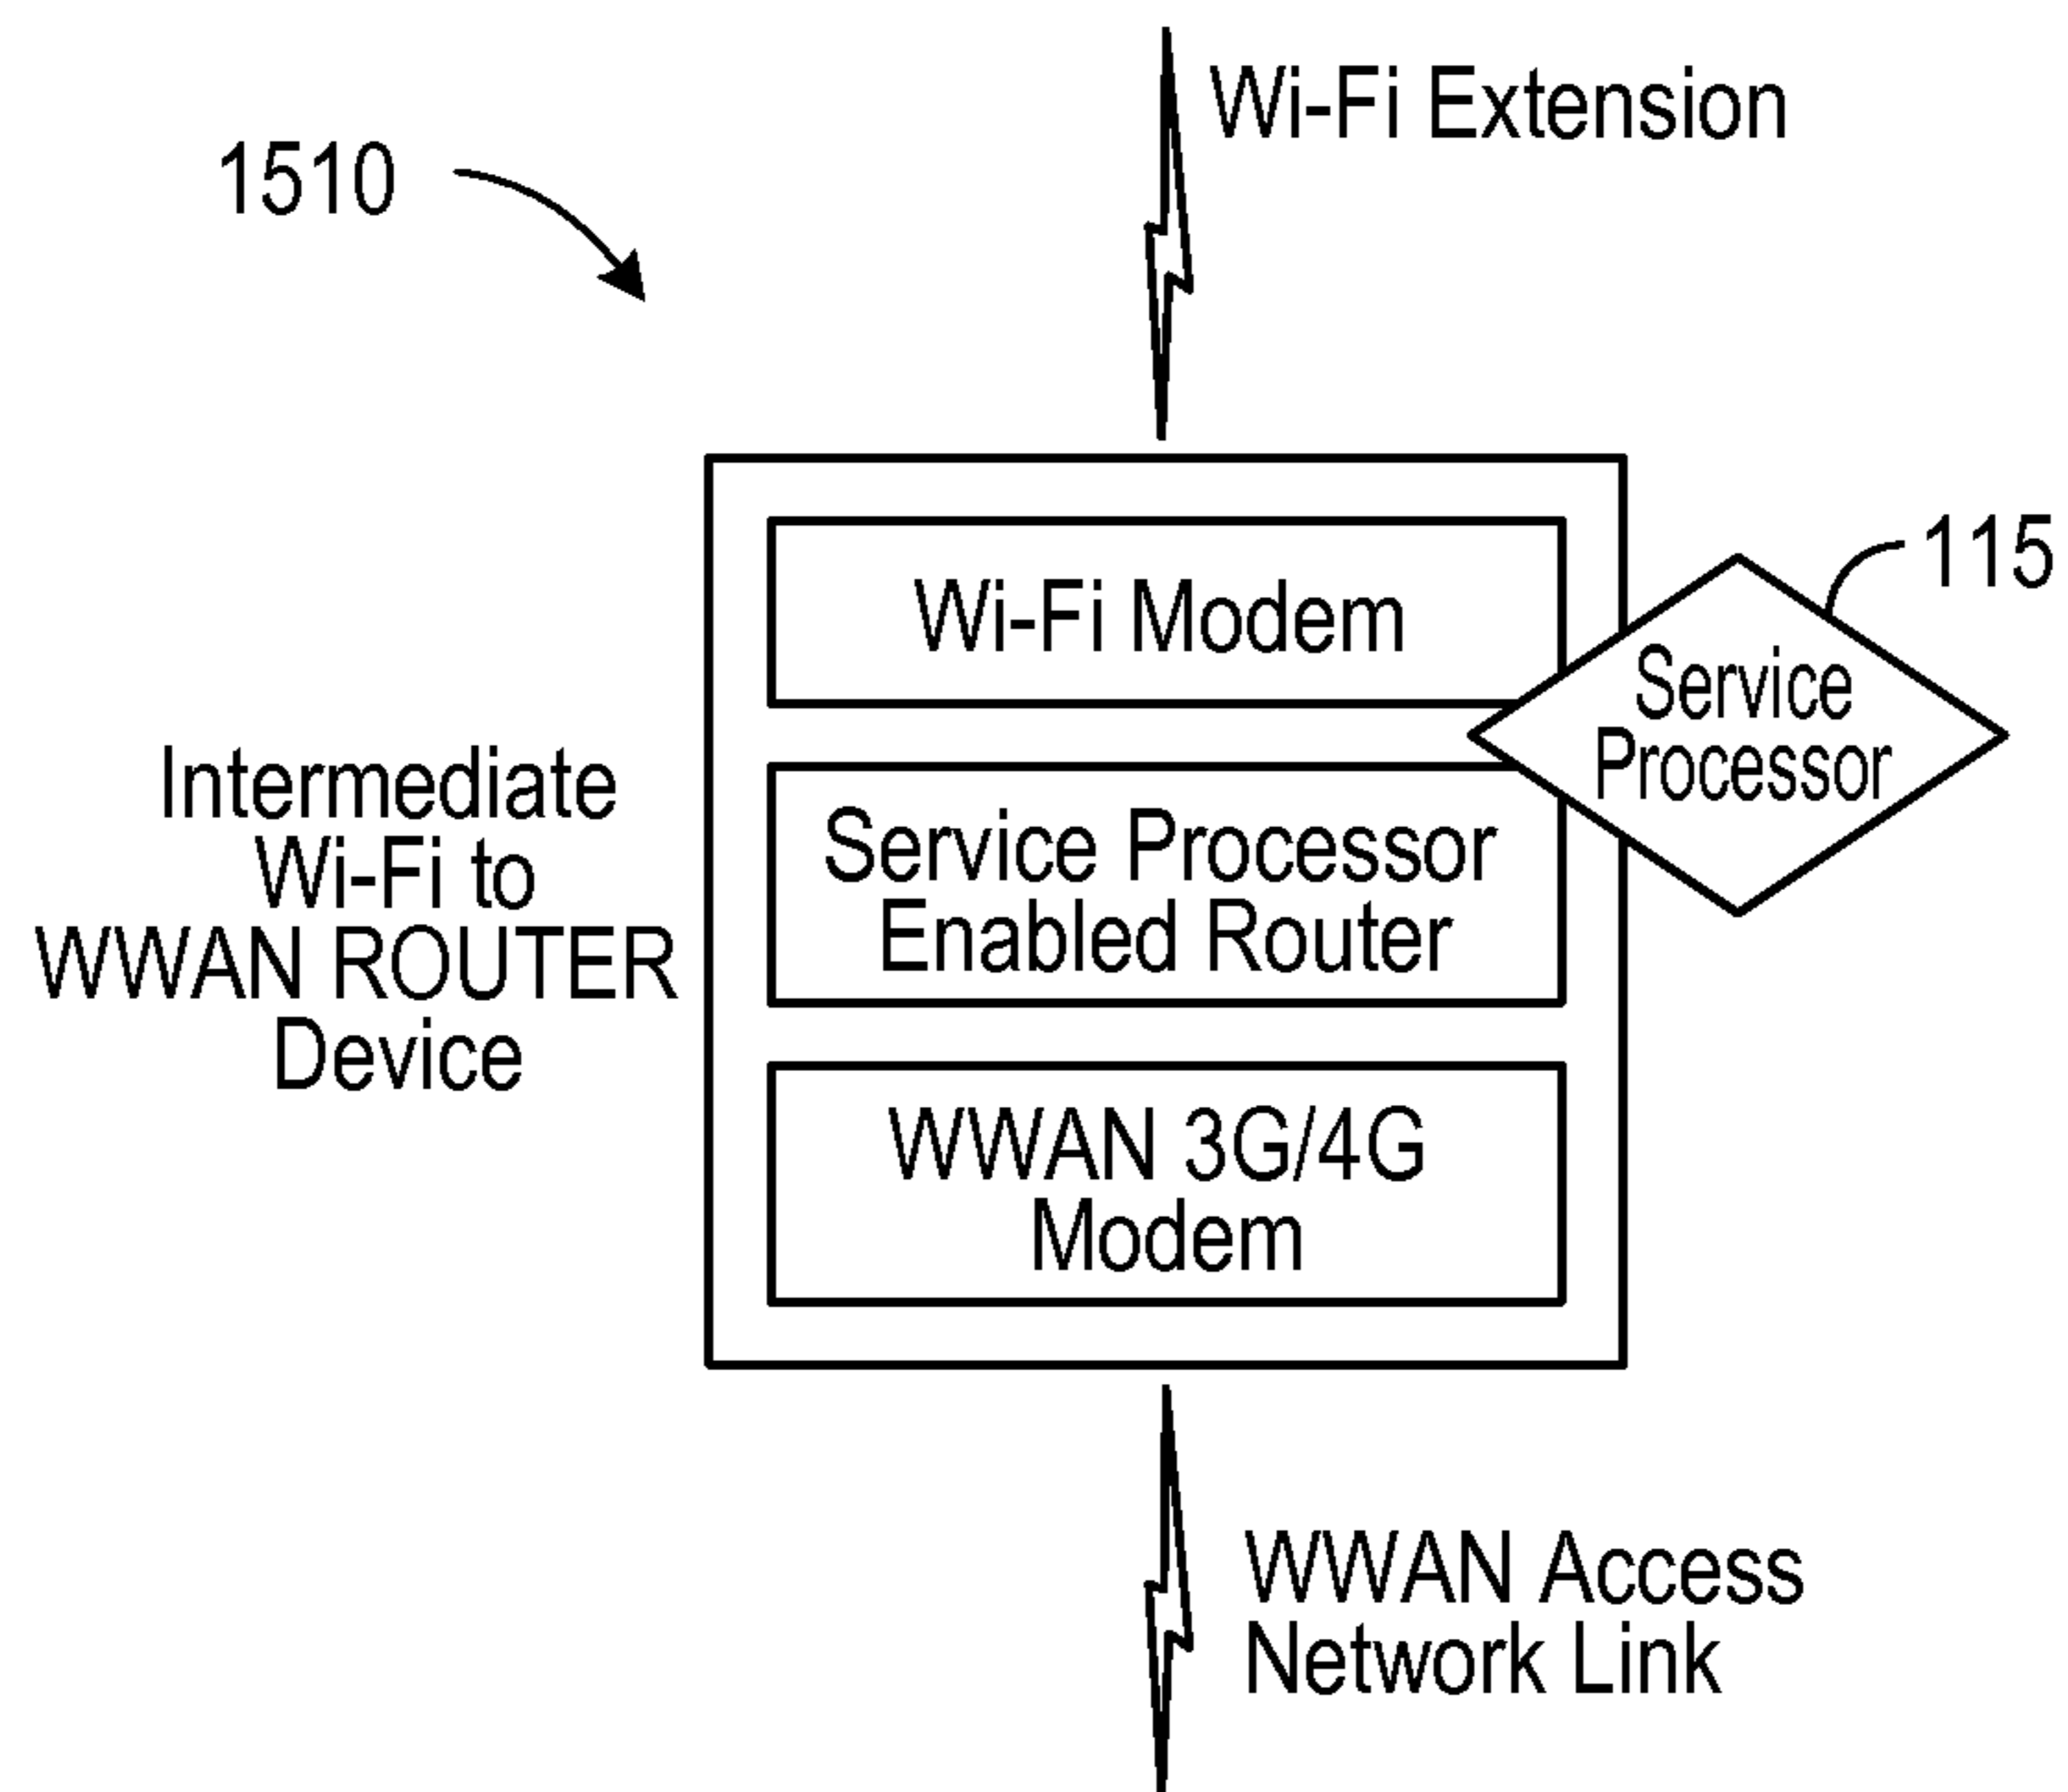 Wi-Fi Extension
1510
Wi-Fi Modem
115
Service
Processor
Intermediate
Wi-Fi to
WWAN ROUTER
Device
Service Processor
Enabled Router
WWAN 3G/4G
Modem
WWAN Access
Network Link